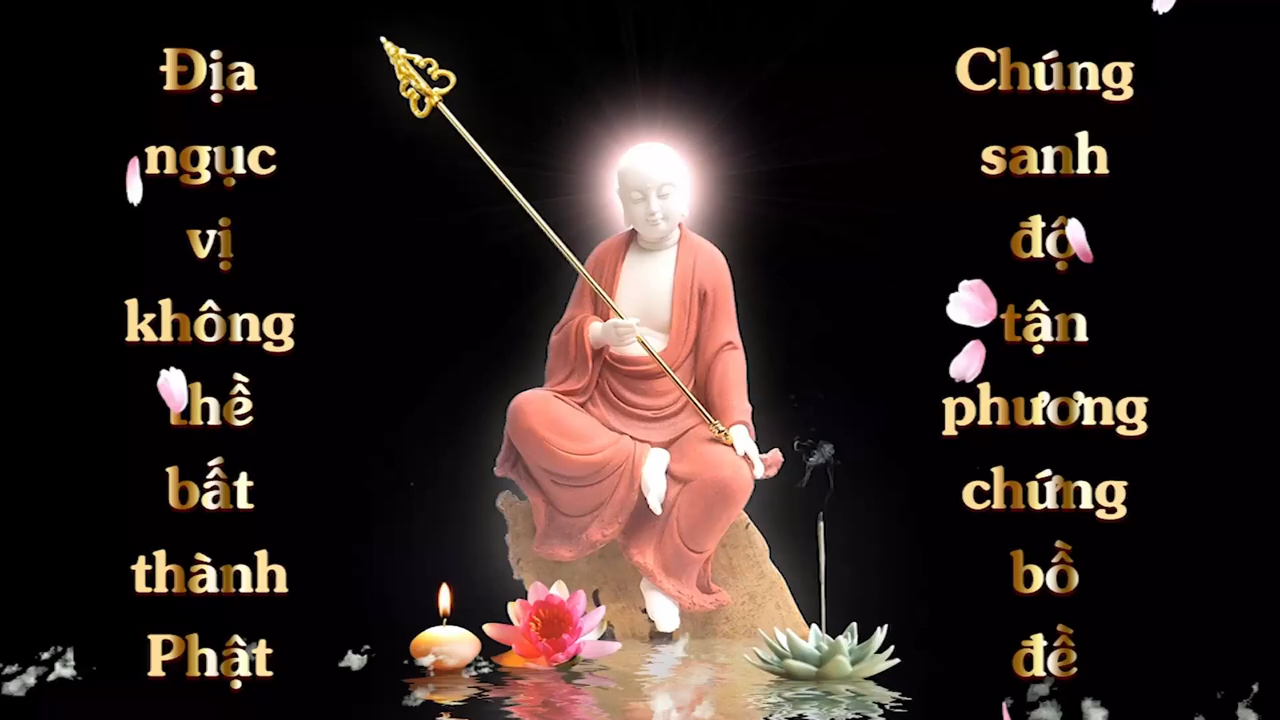 Địa
ngục
vị
không
thề
bất
thành
Phật
Chúng
sanh
độ
tận
phương
chứng
bồ
đề